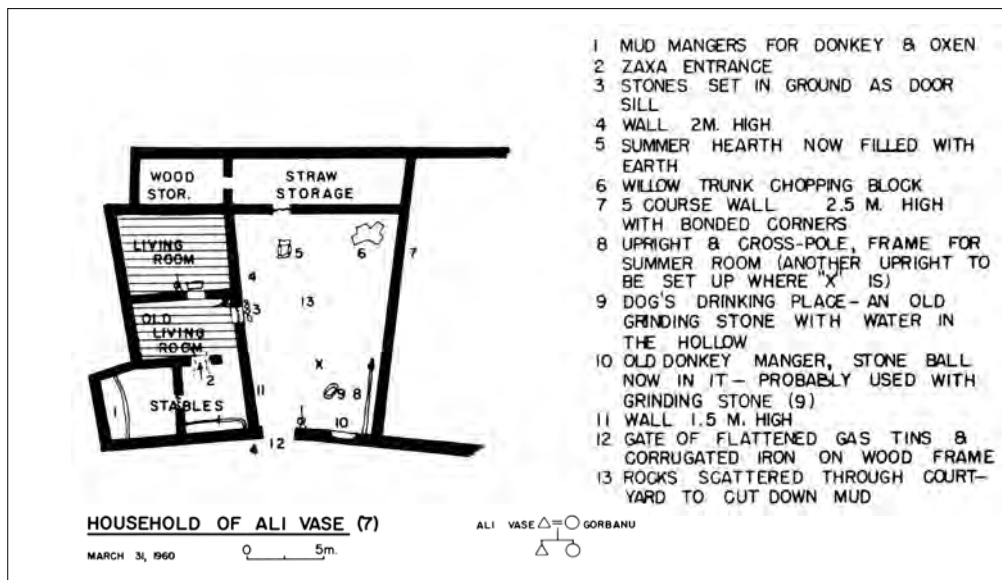 WOOD
STOR.
STRAW
STORAGE
LIVING
ROOM
OLD
LIVING
ROOM
STABLES
5
6
7
4
13
3
X
2
11
9 8
10
1
1
12
4
1 MUD MANGERS FOR DONKEY & OXEN
2 ZAXA ENTRANCE
3 STONES SET IN GROUND AS DOOR
SILL
4 WALL 2M. HIGH
5 SUMMER HEARTH NOW FILLED WITH
EARTH
6 WILLOW TRUNK CHOPPING BLOCK
7 5 COURSE WALL 2.5 M. HIGH
WITH BONDED CORNERS
8 UPRIGHT & CROSS-POLE, FRAME FOR
SUMMER ROOM (ANOTHER UPRIGHT TO
BE SET UP WHERE "X" IS)
9 DOG'S DRINKING PLACE – AN OLD
GRINDING STONE WITH WATER IN
THE HOLLOW
10 OLD DONKEY MANGER, STONE BALL
NOW IN IT – PROBABLY USED WITH
GRINDING STONE (9)
11 WALL 1.5 M. HIGH
12 GATE OF FLATTENED GAS TINS &
CORRUGATED IRON ON WOOD FRAME
13 ROCKS SCATTERED THROUGH COURT-
YARD TO CUT DOWN MUD
HOUSEHOLD OF ALI VASE (7)
MARCH 31, 1960
0 5m.
ALI VASE △=○ GORBANU